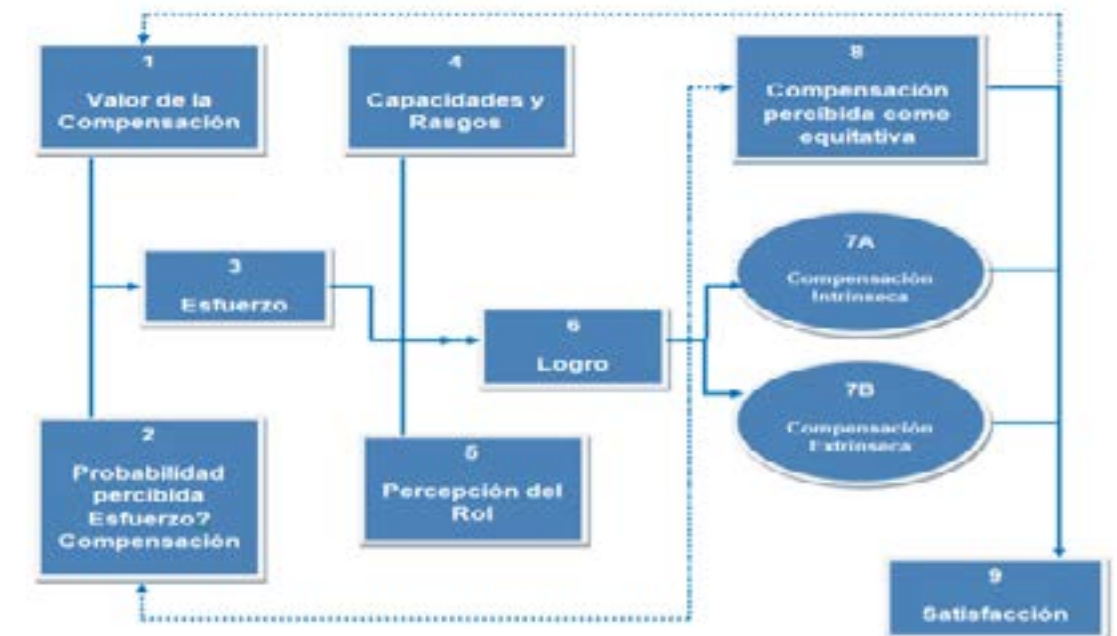 1
Valor de la
Compensación
4
Capacidades y
Rasgos
8
Compensación
percibida como
equitativa
3
Esfuerzo
7A
Compensación
Intrínseca
6
Logro
7B
Compensación
Extrínseca
2
Probabilidad
percibida
Esfuerzo?
Compensación
5
Percepción del
Rol
9
Satisfacción